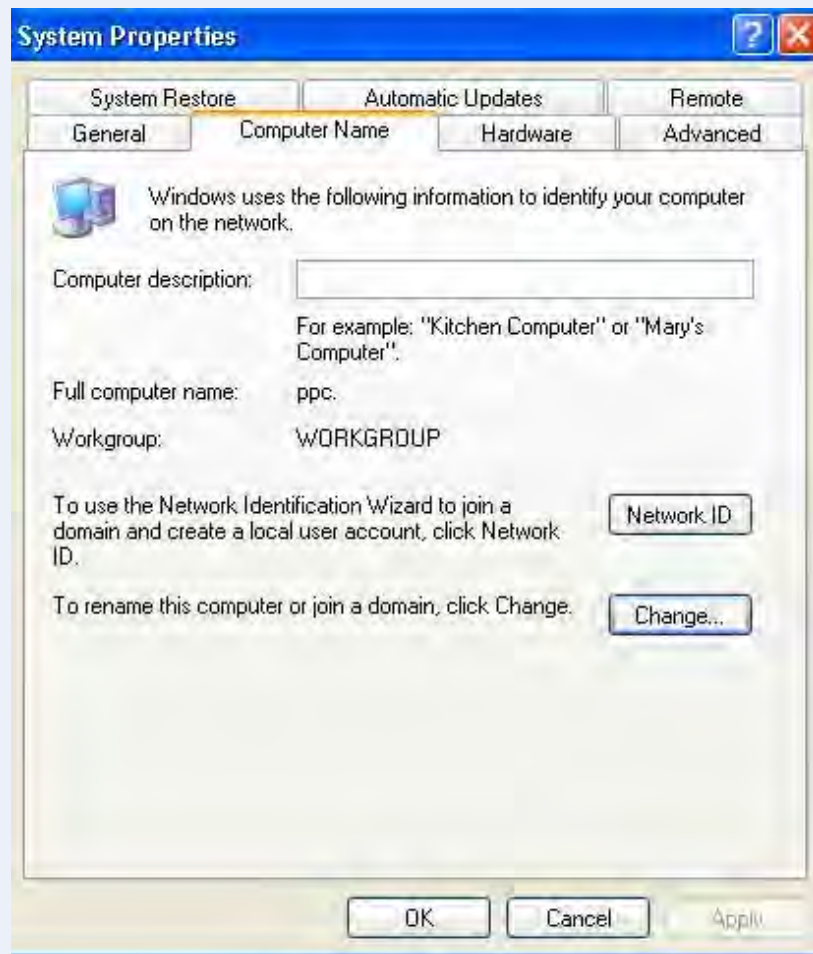 System Properties
System Restore Automatic Updates Remote
General Computer Name Hardware Advanced
Windows uses the following information to identify your computer
on the network.
Computer description:
For example: "Kitchen Computer" or "Mary's
Computer".
Full computer name: ppc.
Workgroup: WORKGROUP
To use the Network Identification Wizard to join a
domain and create a local user account, click Network
ID.
Network ID
To rename this computer or join a domain, click Change.
Change...
OK Cancel Apply